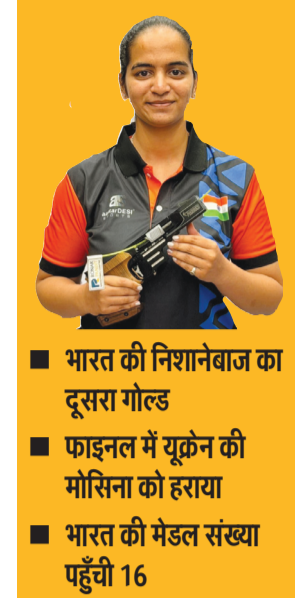 भारत की निशानेबाज का
दूसरा गोल्ड
फाइनल में यूक्रेन की
मोसिना को हराया
भारत की मेडल संख्या
पहुँची 16